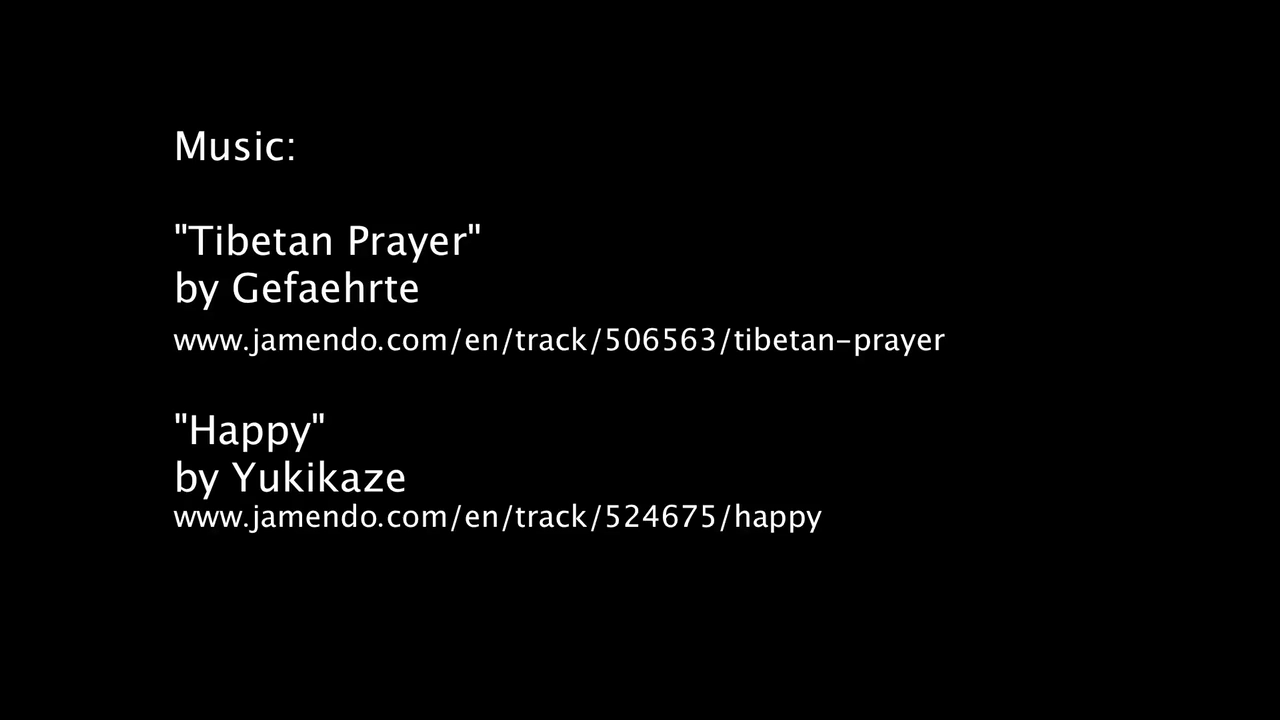 Music:
"Tibetan Prayer"
by Gefaehrte
www.jamendo.com/en/track/506563/tibetan-prayer
"Happy"
by Yukikaze
www.jamendo.com/en/track/524675/happy